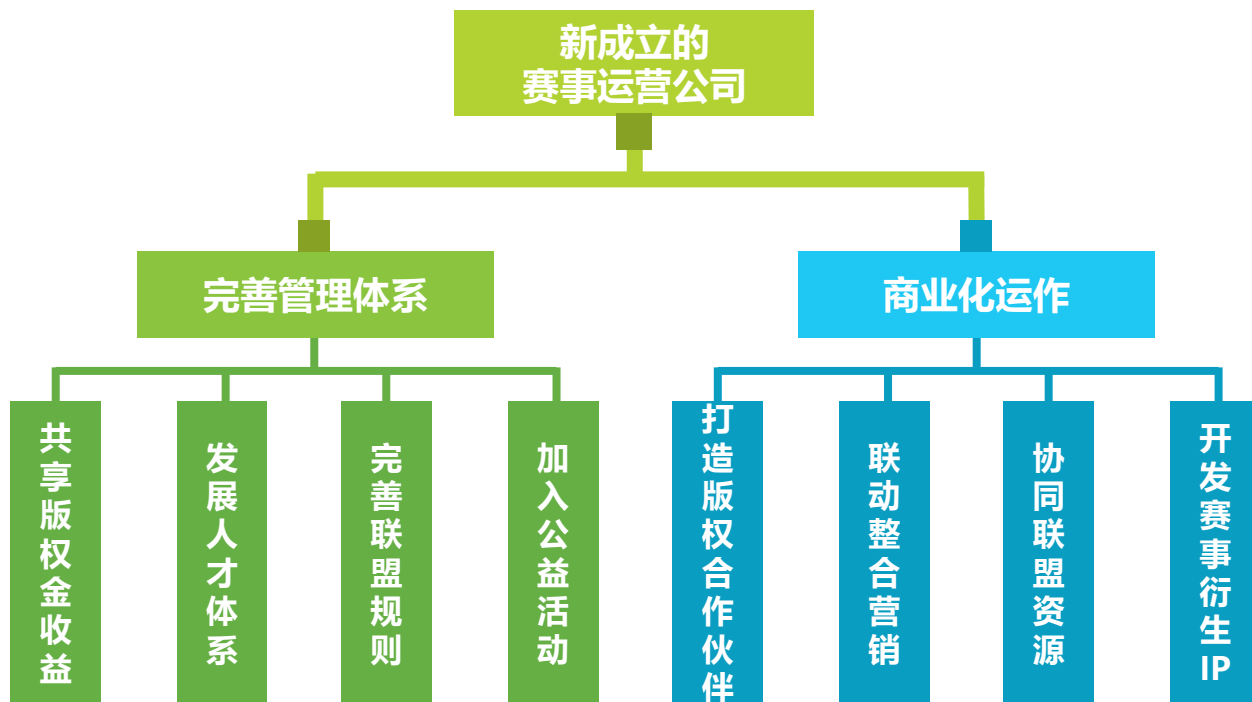 新成立的
赛事运营公司
完善管理体系
商业化运作
共享版权金收益
发展人才体系
完善联盟规则
加入公益活动
打造版权合作伙伴
联动整合营销
协同联盟资源
开发赛事衍生IP